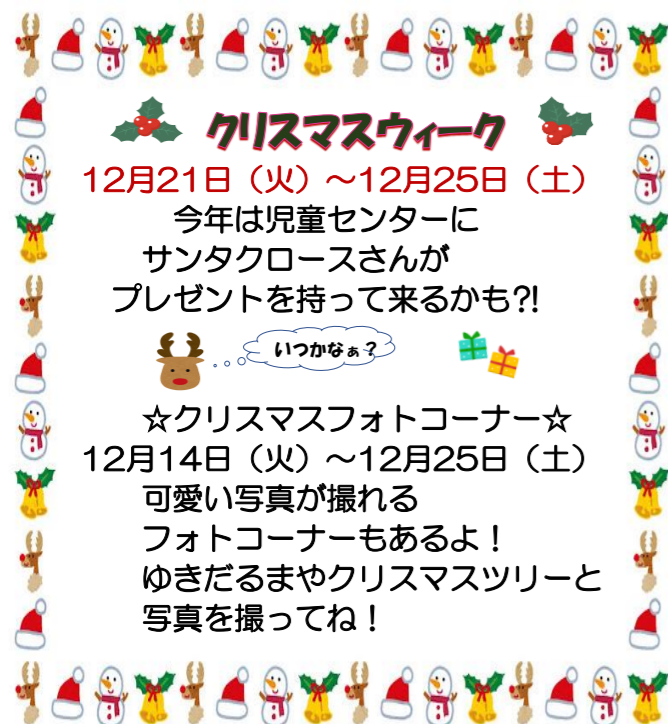 クリスマスウィーク
12月21日（火）～12月25日（土）
今年は児童センターに
サンタクロースさんが
プレゼントを持って来るかも⁈
いつかなぁ？
☆クリスマスフォトコーナー☆
12月14日（火）～12月25日（土）
可愛い写真が撮れる
フォトコーナーもあるよ！
ゆきだるまやクリスマスツリーと
写真を撮ってね！